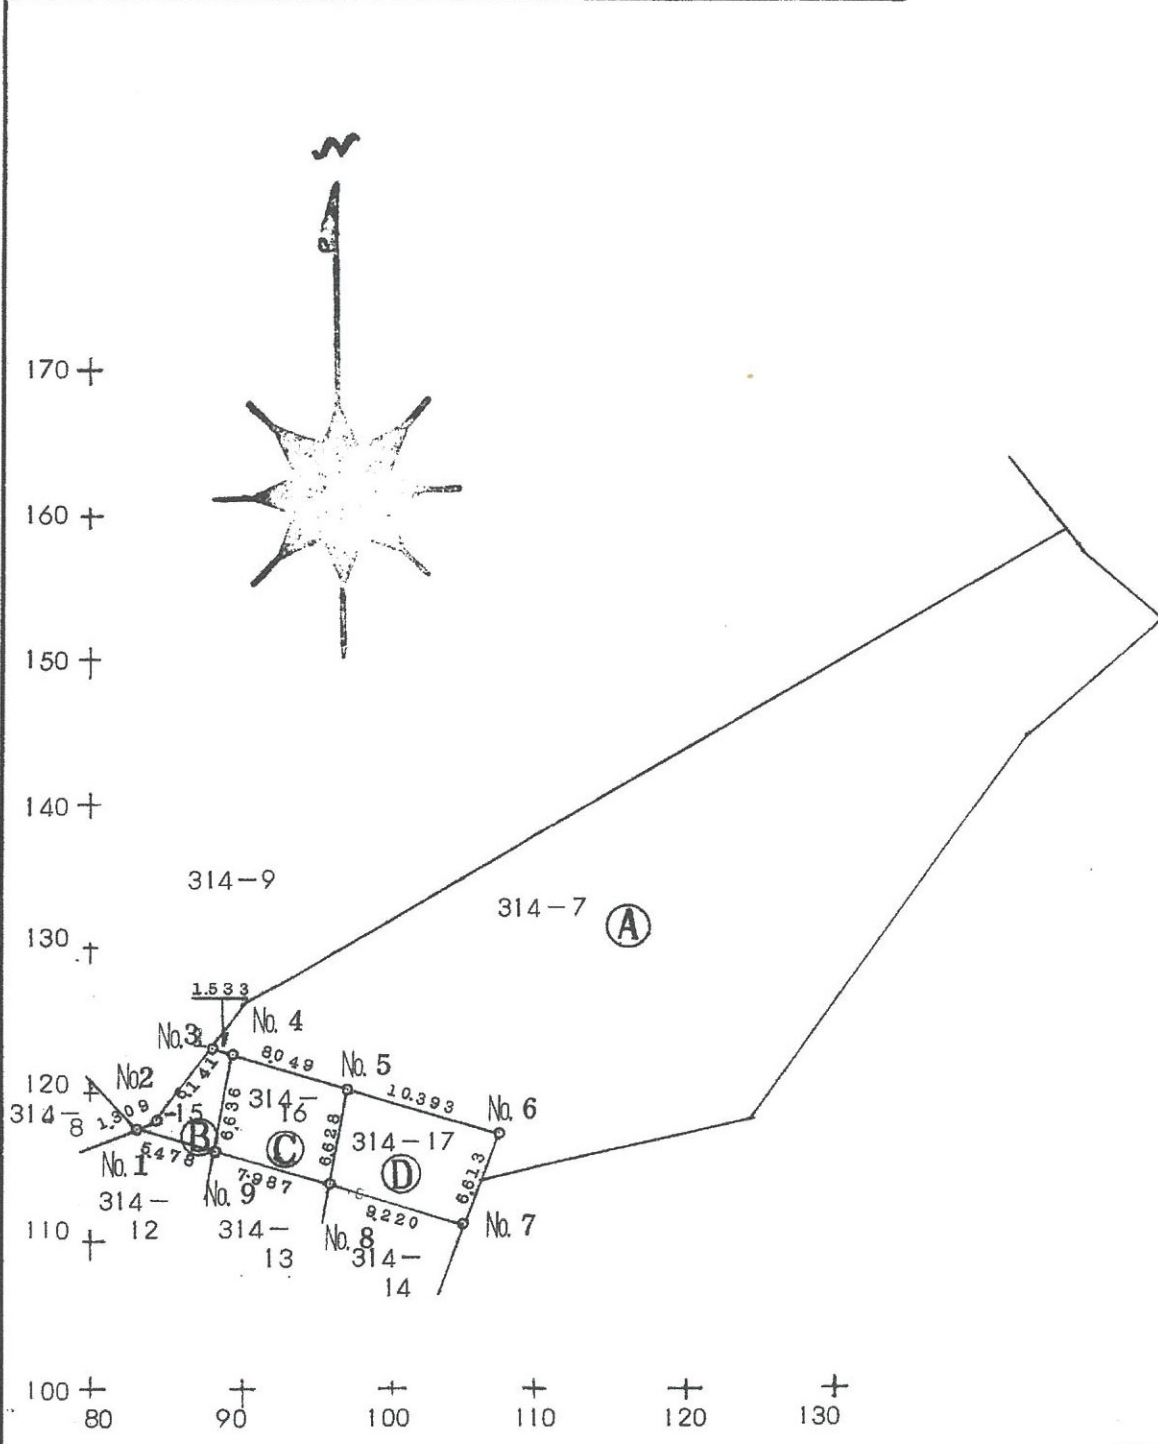 N
170
160
150
140
314-9
314-7 Ⓐ
130
1.533
No. 3 No. 4
8.049 No. 5
6.141
120 No2 10.393
314-8 1.309 -15 6.636 314-16 6.628 No. 6
Ⓑ Ⓒ 314-17 Ⓓ 6.613
No. 1 5.478
No. 9 7.987
9.220 No. 7
314-12
110 314-13 No. 8 314-14
100
80 90 100 110 120 130